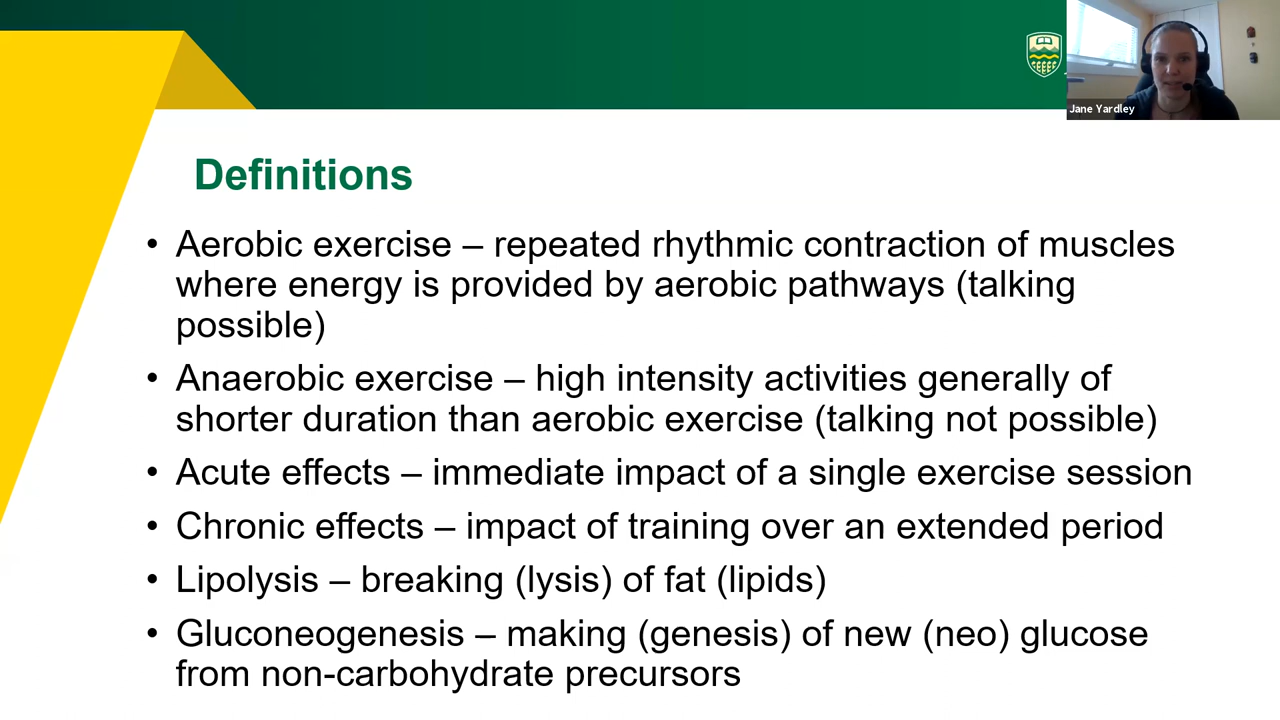 Jane Yardley
Definitions
• Aerobic exercise – repeated rhythmic contraction of muscles
where energy is provided by aerobic pathways (talking
possible)
• Anaerobic exercise – high intensity activities generally of
shorter duration than aerobic exercise (talking not possible)
• Acute effects – immediate impact of a single exercise session
• Chronic effects – impact of training over an extended period
• Lipolysis – breaking (lysis) of fat (lipids)
• Gluconeogenesis – making (genesis) of new (neo) glucose
from non-carbohydrate precursors